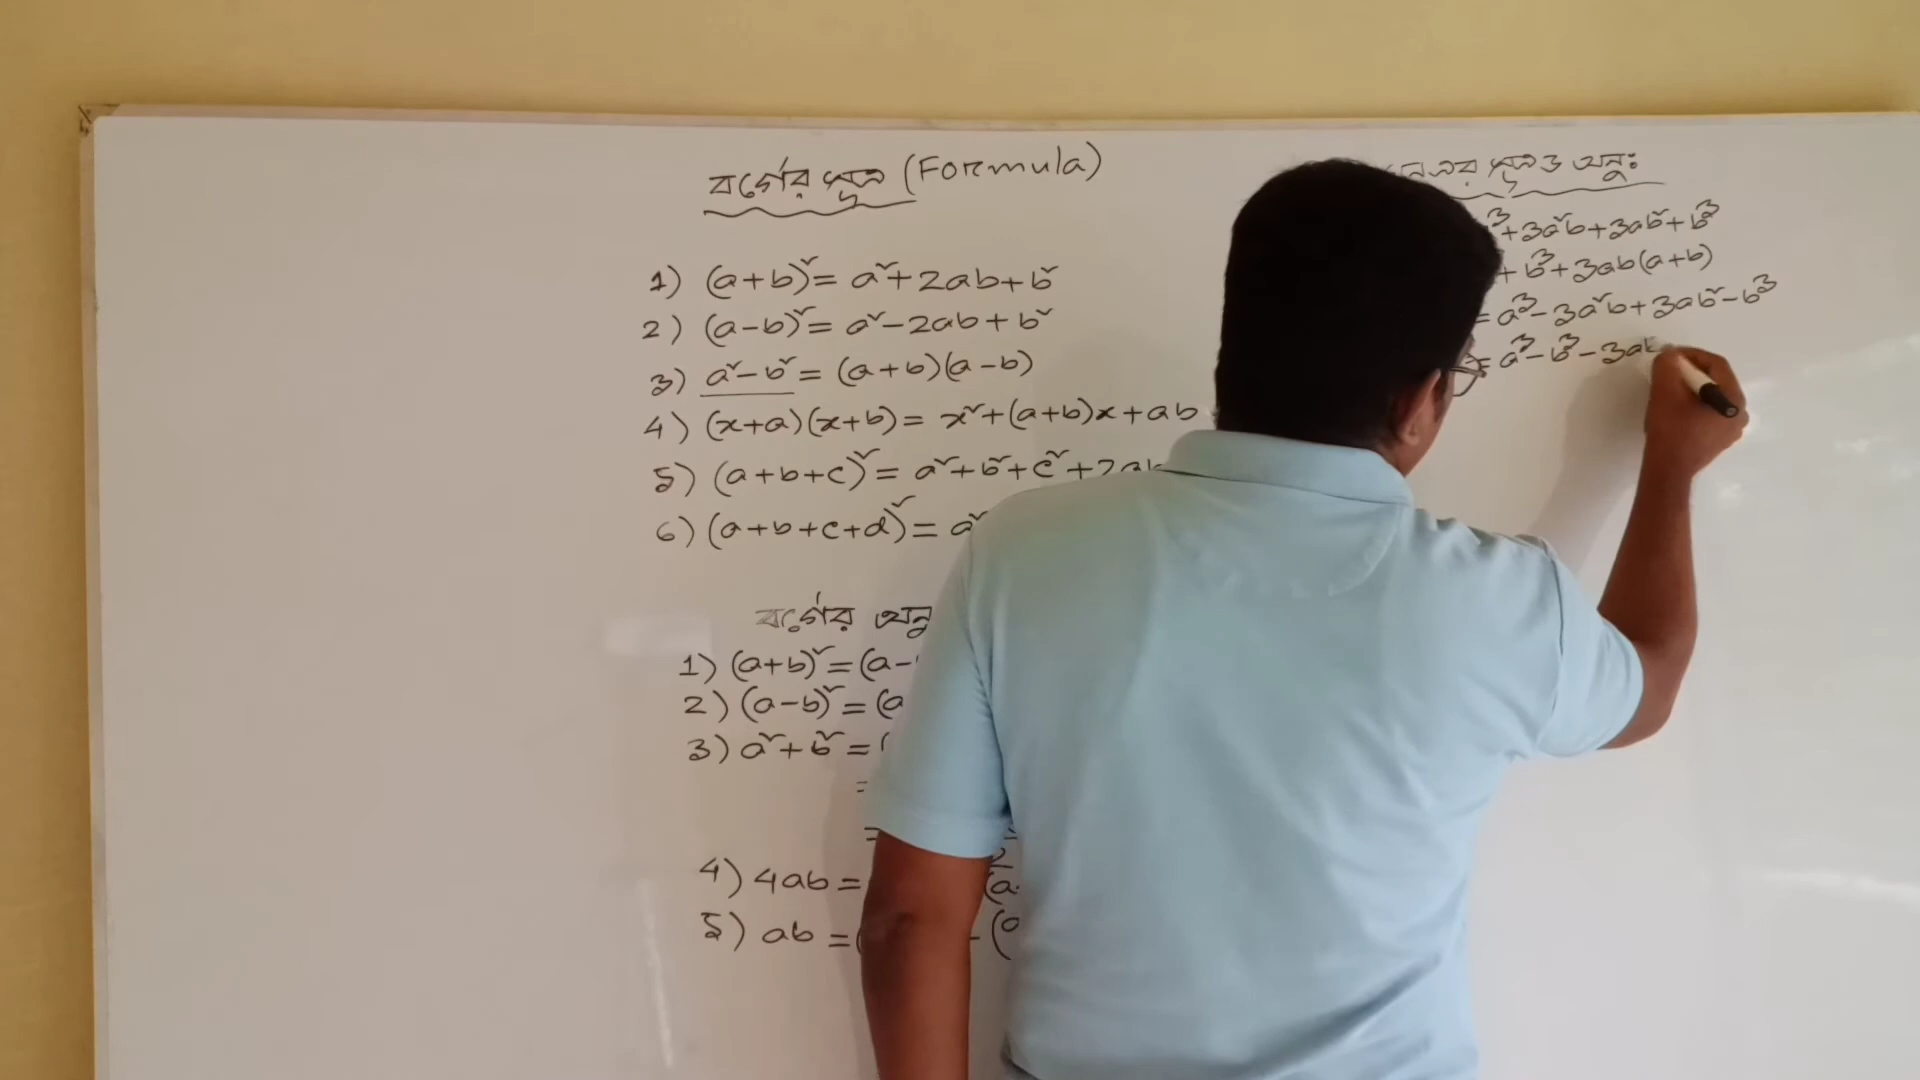 বর্গের সূত্র (Formula)
1) (a+b)²= a²+2ab+b²
2) (a-b)²= a²-2ab+b²
3) a²-b²= (a+b)(a-b)
4) (x+a)(x+b)= x²+(a+b)x+ab
5) (a+b+c)²= a²+b²+c²+2ab
6) (a+b+c+d)²= a²
বর্গের অনু
1) (a+b)²=(a-
2) (a-b)²=(a
3) a²+b²=(
=
=
4) 4ab= (a-
5) ab=( -(a
সূত্র ও অনুঃ
³+3a²b+3ab²+b³
+b³+3ab(a+b)
= a³-3a²b+3ab²-b³
= a³-b³-3ab